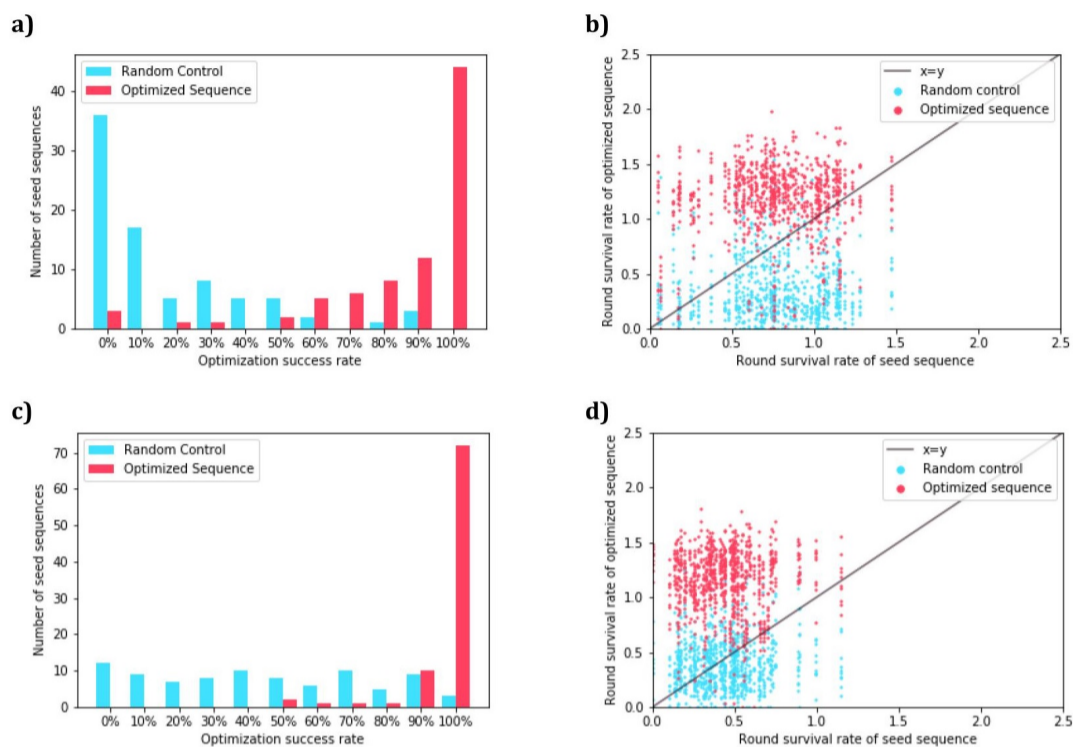 a)
Number of seed sequences
40
30
20
10
0
Random Control
Optimized Sequence
0% 10% 20% 30% 40% 50% 60% 70% 80% 90% 100%
Optimization success rate
b)
Round survival rate of optimized sequence
2.5
2.0
1.5
1.0
0.5
0.0
x=y
Random control
Optimized sequence
0.0 0.5 1.0 1.5 2.0 2.5
Round survival rate of seed sequence
c)
Number of seed sequences
70
60
50
40
30
20
10
0
Random Control
Optimized Sequence
0% 10% 20% 30% 40% 50% 60% 70% 80% 90% 100%
Optimization success rate
d)
Round survival rate of optimized sequence
2.5
2.0
1.5
1.0
0.5
0.0
x=y
Random control
Optimized sequence
0.0 0.5 1.0 1.5 2.0 2.5
Round survival rate of seed sequence